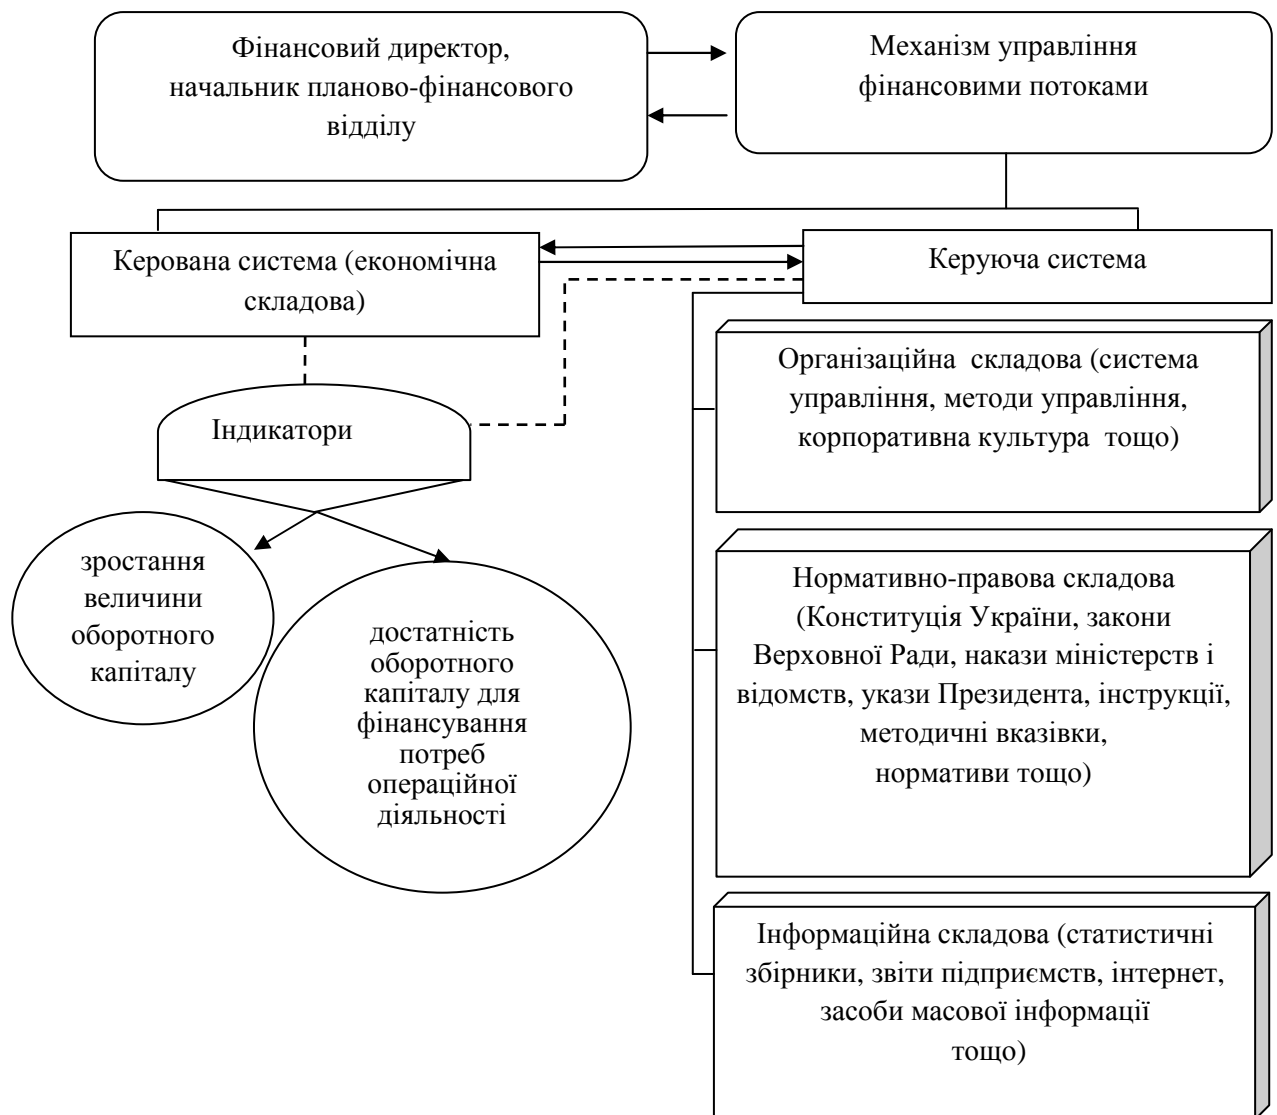 Фінансовий директор,
начальник планово-фінансового
відділу
Механізм управління
фінансовими потоками
Керована система (економічна
складова)
Керуюча система
Індикатори
зростання
величини
оборотного
капіталу
достатність
оборотного
капіталу для
фінансування
потреб
операційної
діяльності
Організаційна складова (система
управління, методи управління,
корпоративна культура тощо)
Нормативно-правова складова
(Конституція України, закони
Верховної Ради, накази міністерств і
відомств, укази Президента, інструкції,
методичні вказівки,
нормативи тощо)
Інформаційна складова (статистичні
збірники, звіти підприємств, інтернет,
засоби масової інформації
тощо)